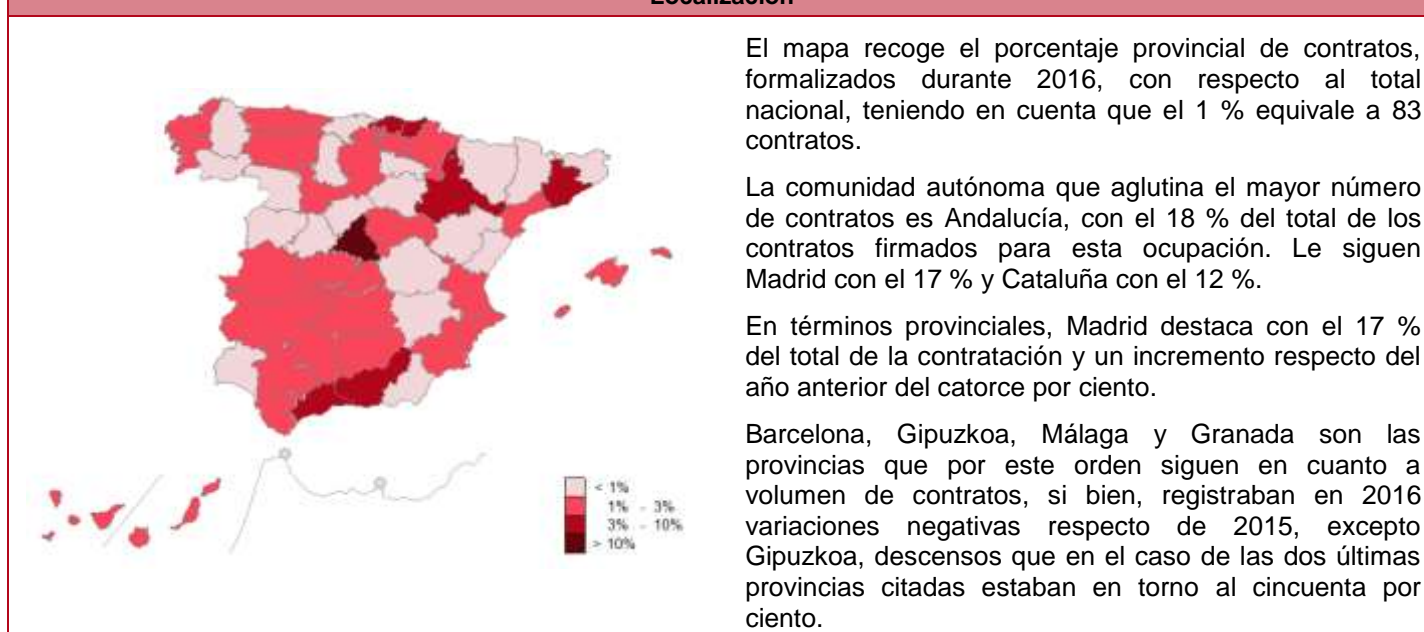 Localización
El mapa recoge el porcentaje provincial de contratos,
formalizados durante 2016, con respecto al total
nacional, teniendo en cuenta que el 1 % equivale a 83
contratos.
La comunidad autónoma que aglutina el mayor número
de contratos es Andalucía, con el 18 % del total de los
contratos firmados para esta ocupación. Le siguen
Madrid con el 17 % y Cataluña con el 12 %.
En términos provinciales, Madrid destaca con el 17 %
del total de la contratación y un incremento respecto del
año anterior del catorce por ciento.
Barcelona, Gipuzkoa, Málaga y Granada son las
provincias que por este orden siguen en cuanto a
volumen de contratos, si bien, registraban en 2016
variaciones negativas respecto de 2015, excepto
Gipuzkoa, descensos que en el caso de las dos últimas
provincias citadas estaban en torno al cincuenta por
ciento.
< 1%
1% - 3%
3% - 10%
> 10%